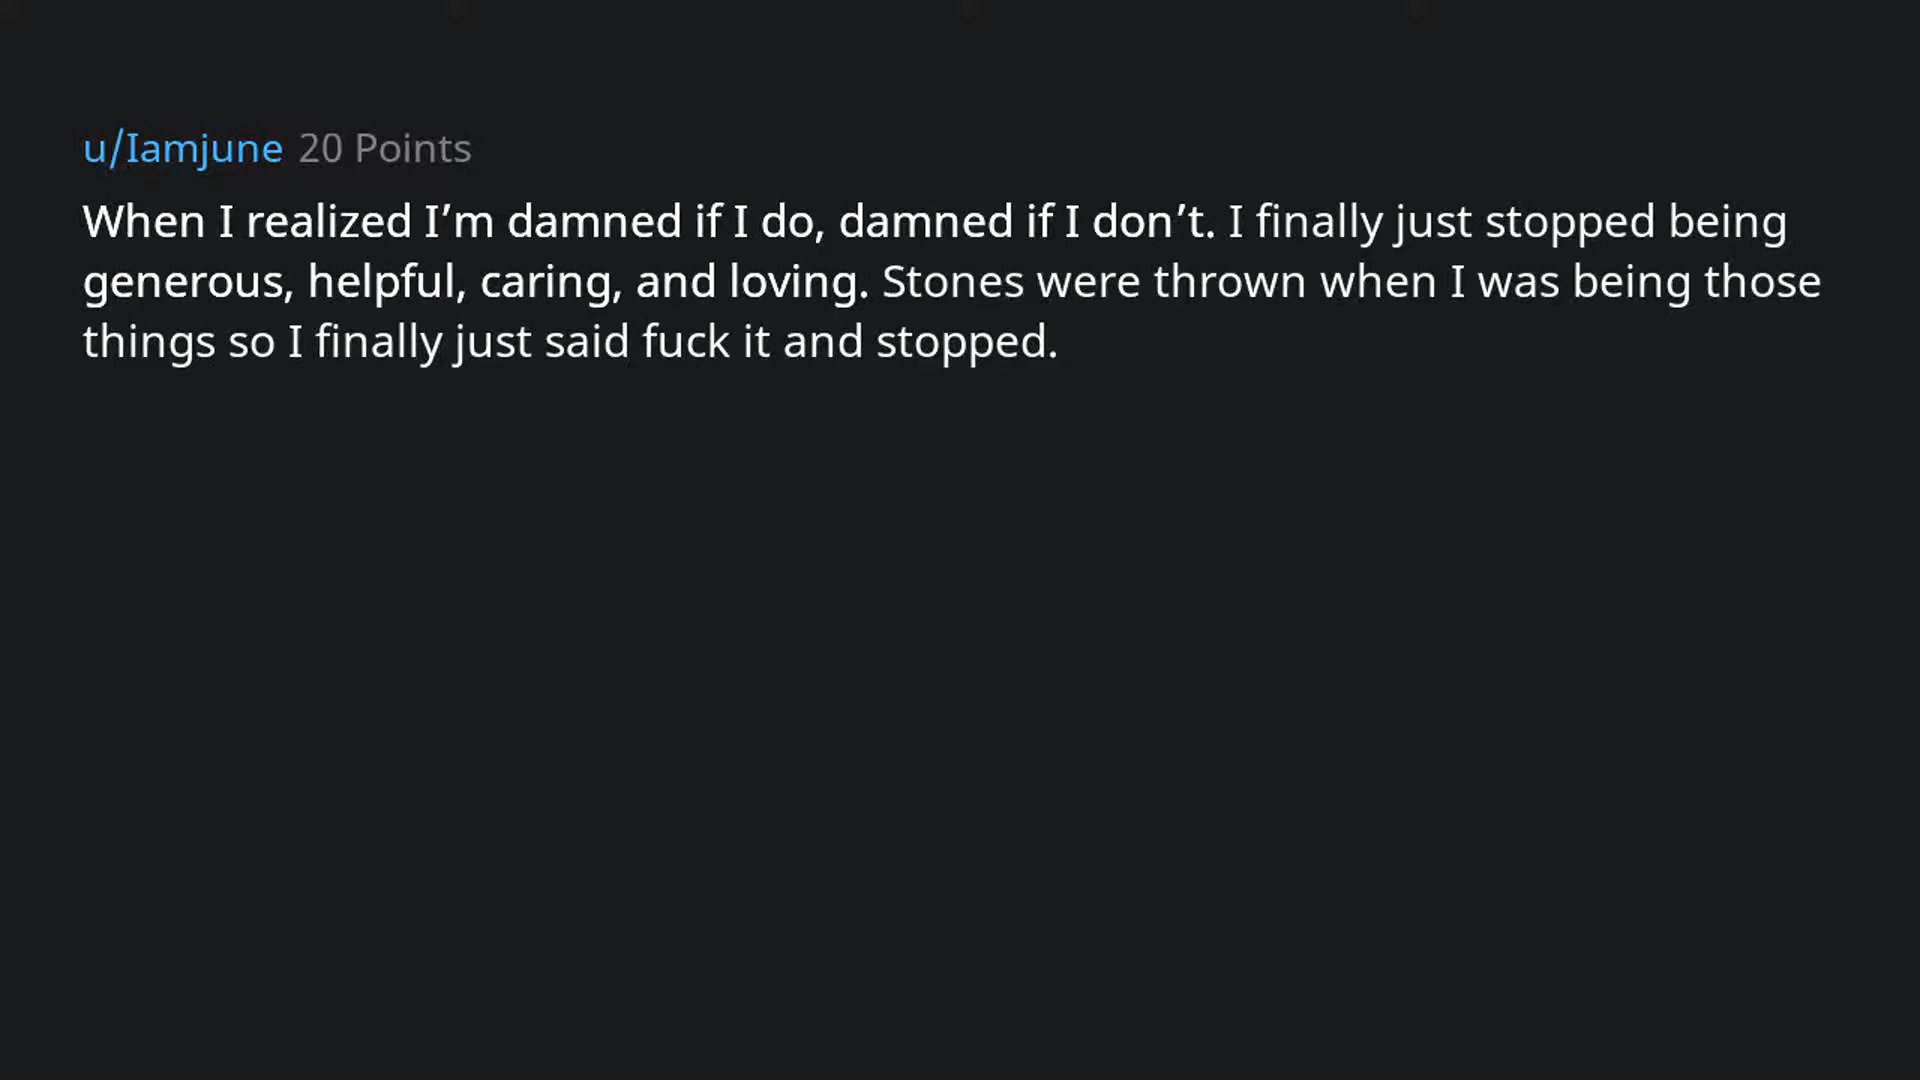 u/Iamjune 20 Points
When I realized I’m damned if I do, damned if I don’t. I finally just stopped being
generous, helpful, caring, and loving. Stones were thrown when I was being those
things so I finally just said fuck it and stopped.